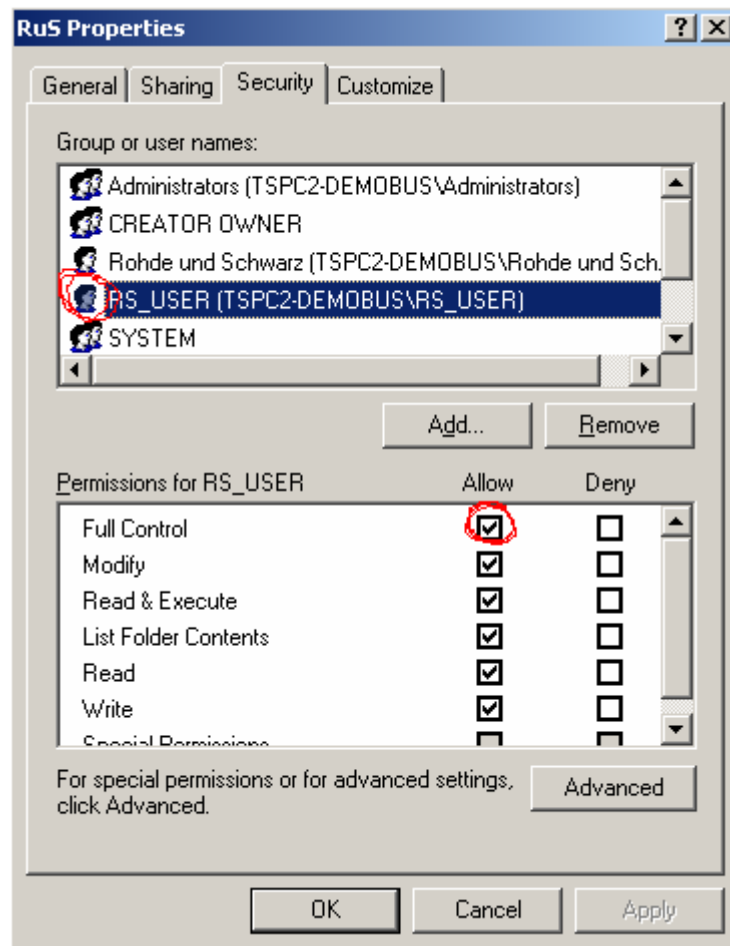 RuS Properties
General Sharing Security Customize
Group or user names:
Administrators (TSPC2-DEMOBUS\Administrators)
CREATOR OWNER
Rohde und Schwarz (TSPC2-DEMOBUS\Rohde und Sch.
RS_USER (TSPC2-DEMOBUS\RS_USER)
SYSTEM
Add... Remove
Permissions for RS_USER Allow Deny
Full Control
Modify
Read & Execute
List Folder Contents
Read
Write
Special Permissions
For special permissions or for advanced settings, Advanced
click Advanced.
OK Cancel Apply